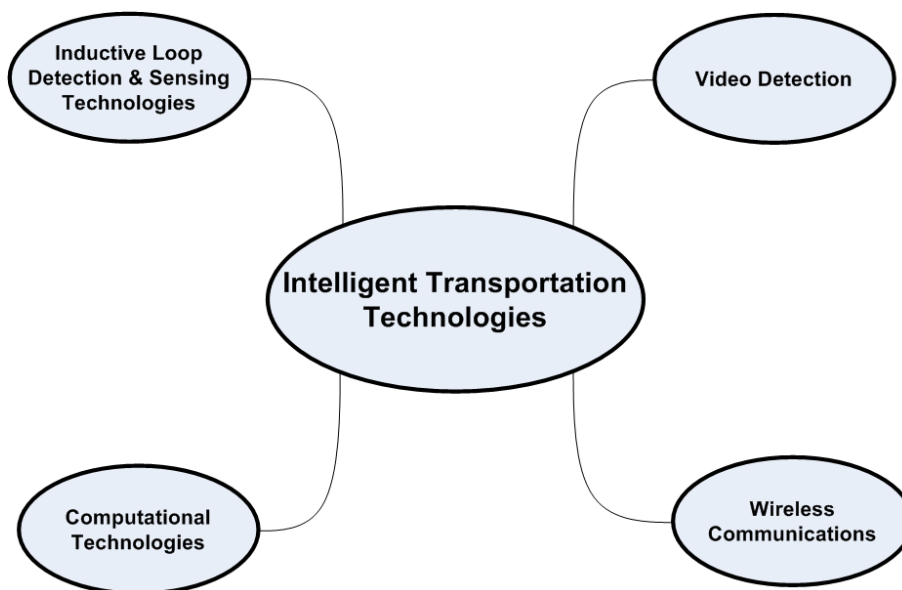 Inductive Loop
Detection & Sensing
Technologies
Video Detection
Intelligent Transportation
Technologies
Computational
Technologies
Wireless
Communications